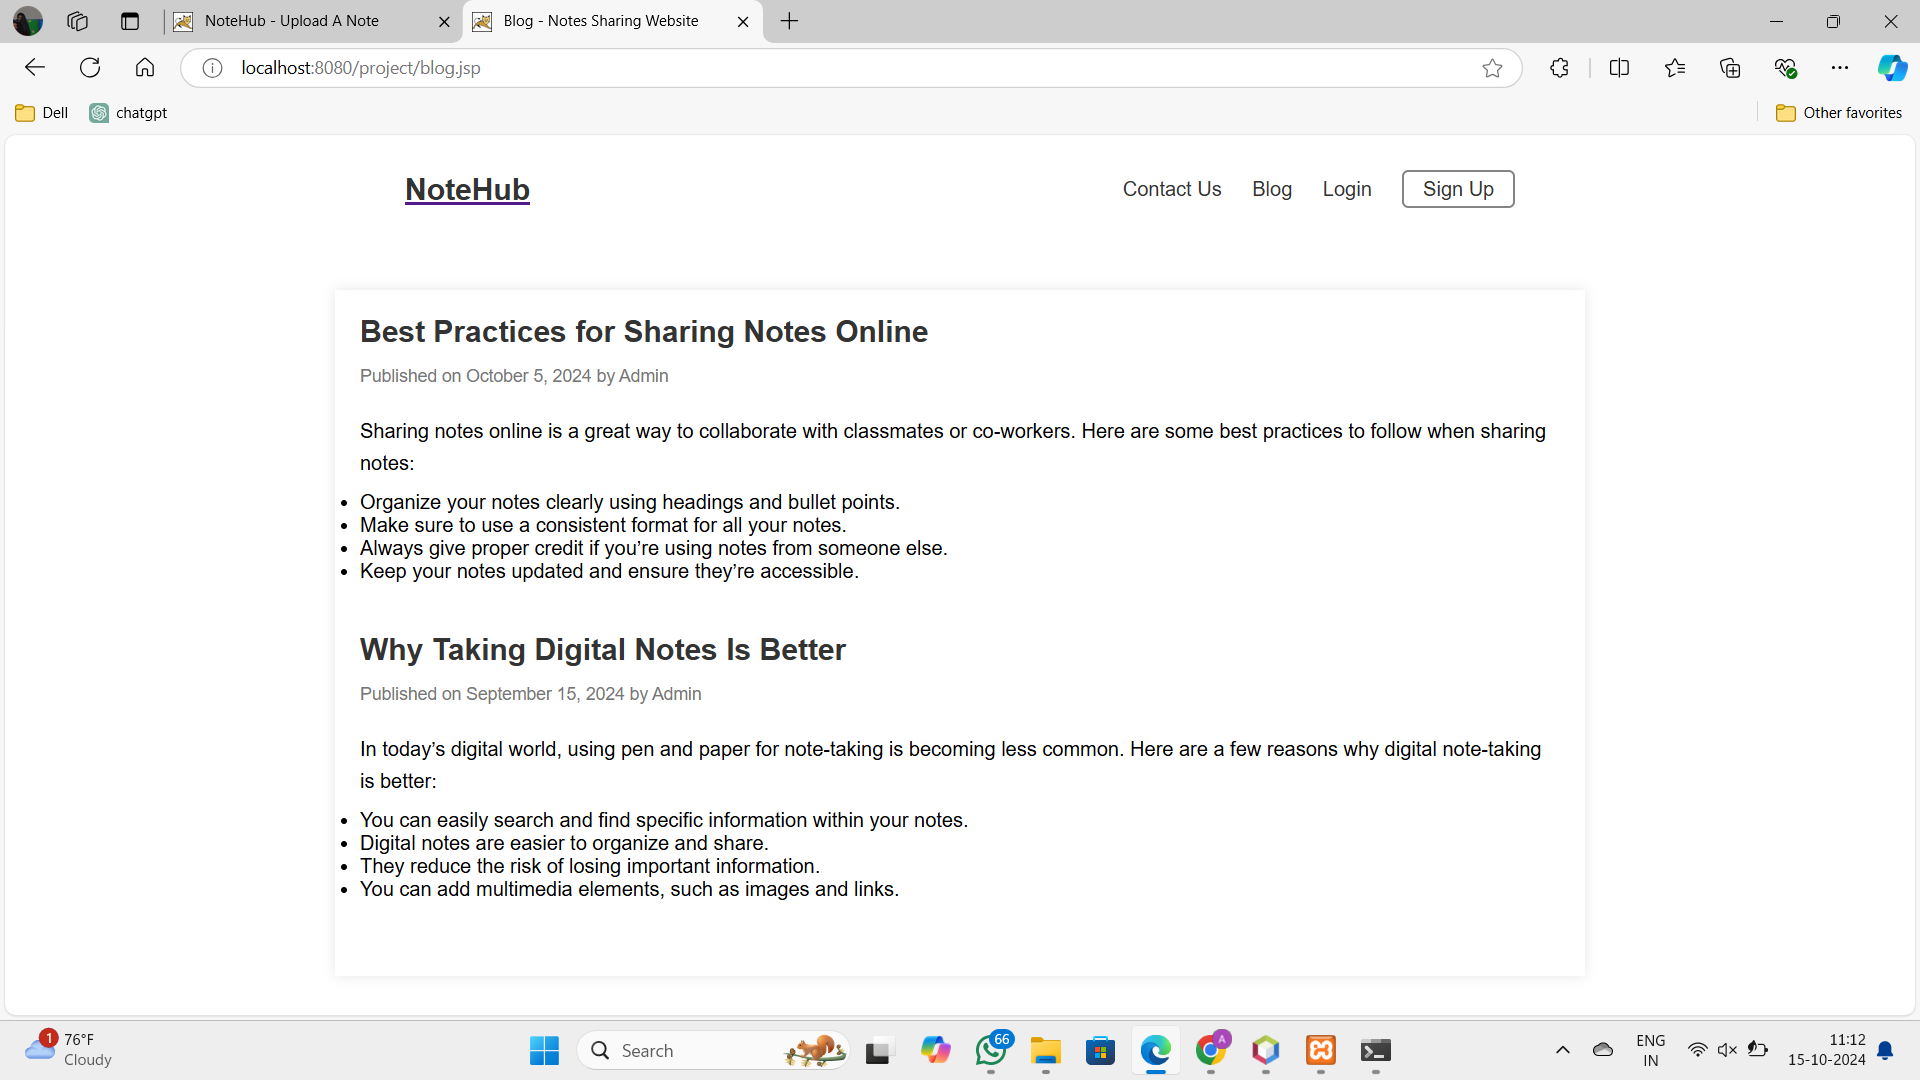 NoteHub - Upload A Note
Blog - Notes Sharing Website
localhost:8080/project/blog.jsp
Dell
chatgpt
Other favorites
NoteHub
Contact Us
Blog
Login
Sign Up
Best Practices for Sharing Notes Online
Published on October 5, 2024 by Admin
Sharing notes online is a great way to collaborate with classmates or co-workers. Here are some best practices to follow when sharing
notes:
• Organize your notes clearly using headings and bullet points.
• Make sure to use a consistent format for all your notes.
• Always give proper credit if you’re using notes from someone else.
• Keep your notes updated and ensure they’re accessible.
Why Taking Digital Notes Is Better
Published on September 15, 2024 by Admin
In today’s digital world, using pen and paper for note-taking is becoming less common. Here are a few reasons why digital note-taking
is better:
• You can easily search and find specific information within your notes.
• Digital notes are easier to organize and share.
• They reduce the risk of losing important information.
• You can add multimedia elements, such as images and links.
1
76°F
Cloudy
Search
66
A
ENG
IN
11:12
15-10-2024